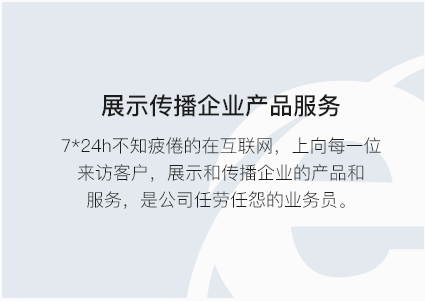 展示传播企业产品服务
7*24h不知疲倦的在互联网，上向每一位
来访客户，展示和传播企业的产品和
服务，是公司任劳任怨的业务员。